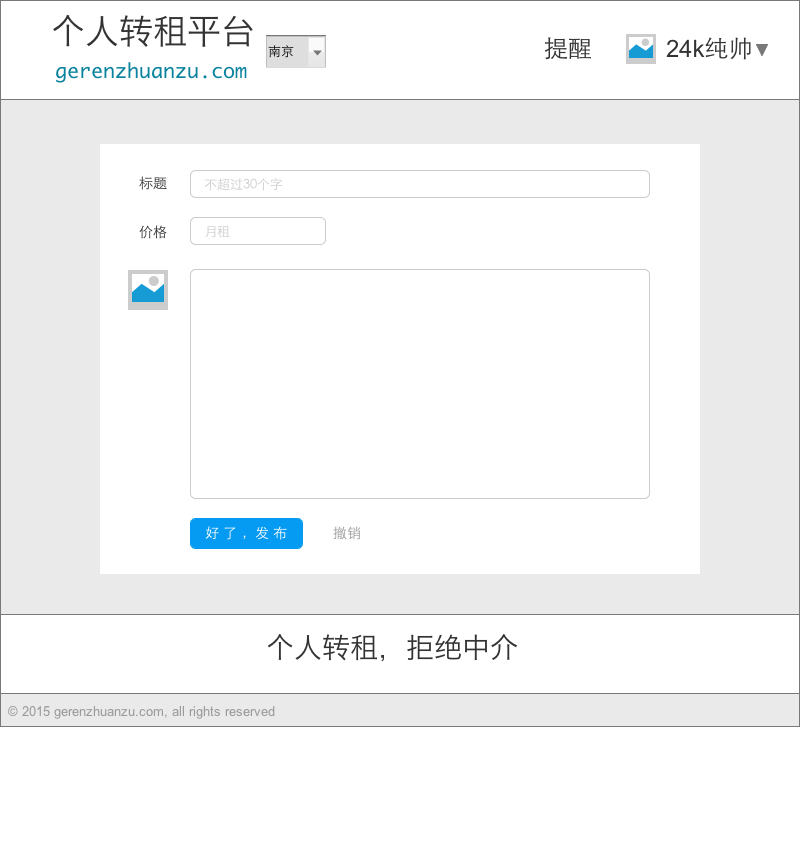 个人转租平台
gerenzhuanzu.com
南京
提醒
24k纯帅▼
标题
不超过30个字
价格
月租
好了，发布
撤销
个人转租，拒绝中介
© 2015 gerenzhuanzu.com, all rights reserved